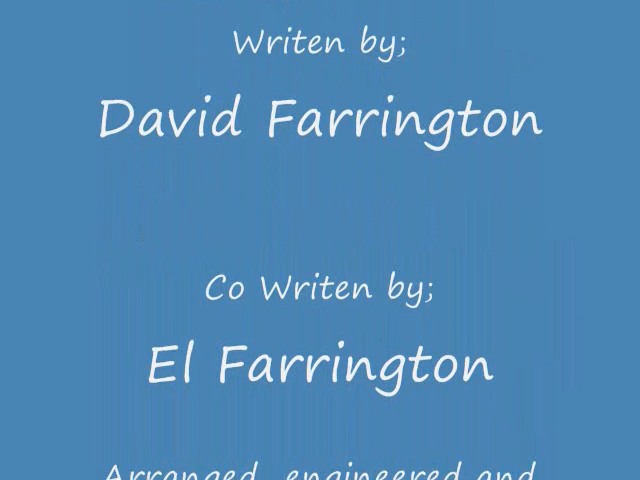 Writen by;
David Farrington
Co Writen by;
El Farrington
Arranged, engineered and